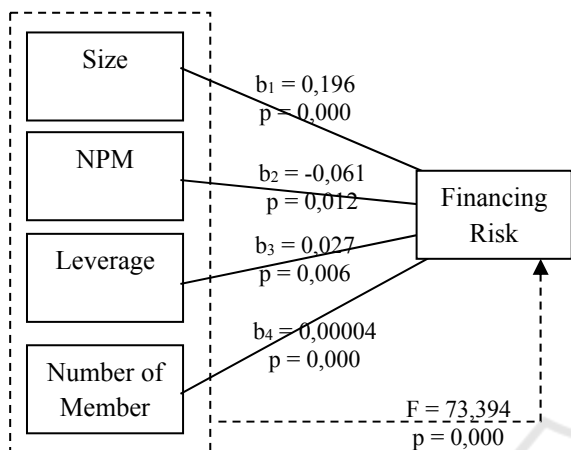 Size
b₁ = 0,196
p = 0,000
NPM
b₂ = -0,061
p = 0,012
Financing
Risk
Leverage
b₃ = 0,027
p = 0,006
b₄ = 0,00004
p = 0,000
Number of
Member
F = 73,394
p = 0,000